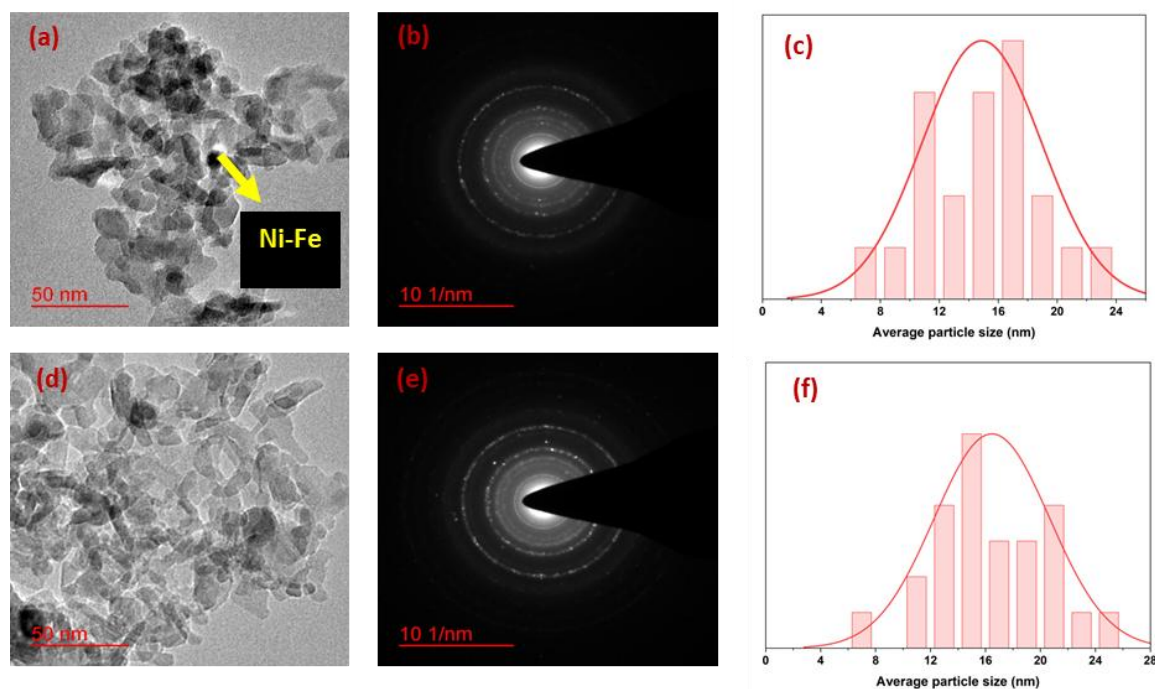 (a)
Ni-Fe
50 nm
(b)
10 1/nm
(c)
0 4 8 12 16 20 24
Average particle size (nm)
(d)
50 nm
(e)
10 1/nm
(f)
0 4 8 12 16 20 24 28
Average particle size (nm)